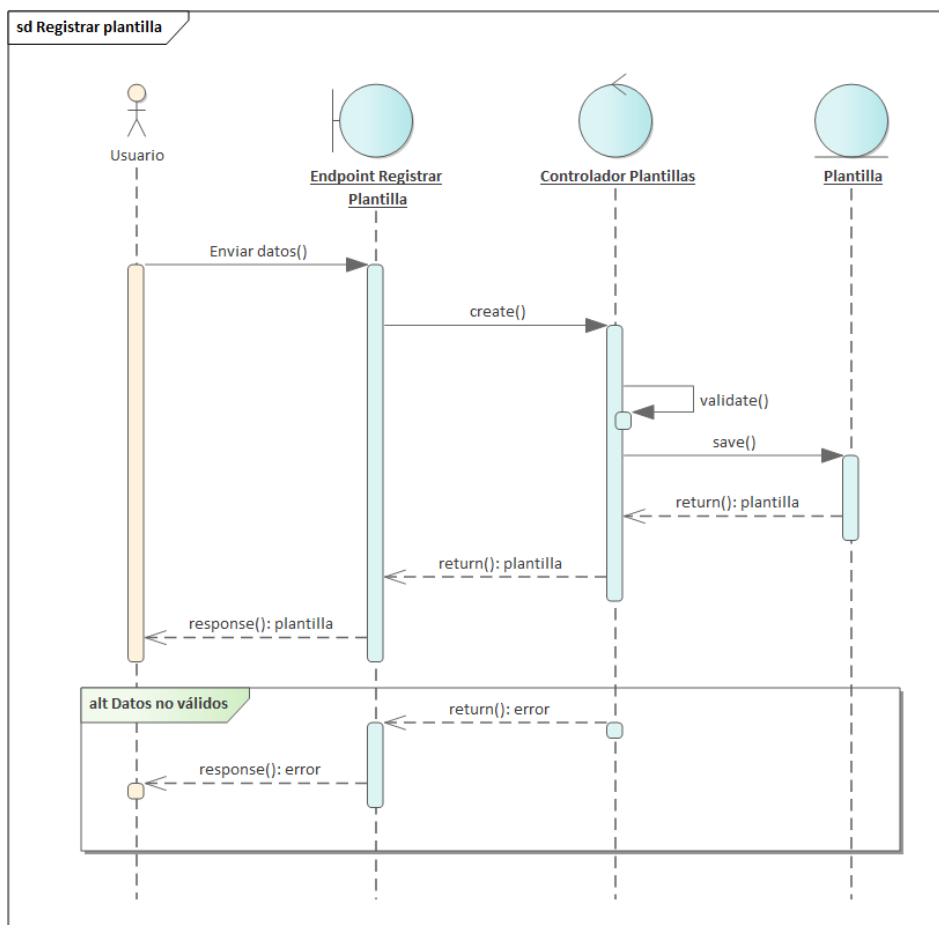 sd Registrar plantilla
Usuario
Endpoint Registrar
Plantilla
Controlador Plantillas
Plantilla
Enviar datos()
create()
validate()
save()
return(): plantilla
return(): plantilla
response(): plantilla
alt Datos no válidos
return(): error
response(): error